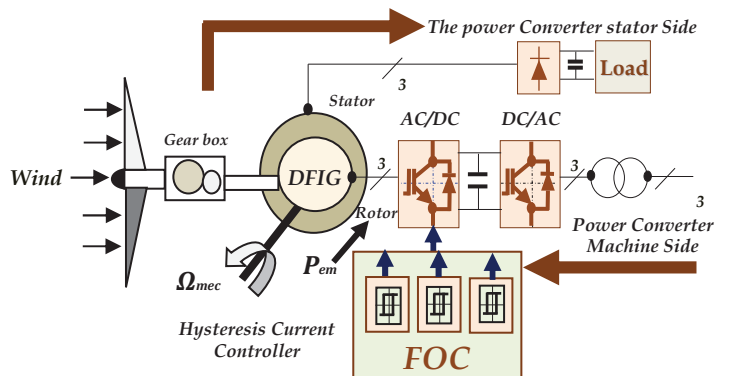 The power Converter stator Side
3
Load
Stator
AC/DC
DC/AC
Gear box
Wind
DFIG
3
3
3
Rotor
Power Converter
Machine Side
Pem
Ωmec
Hysteresis Current
Controller
FOC